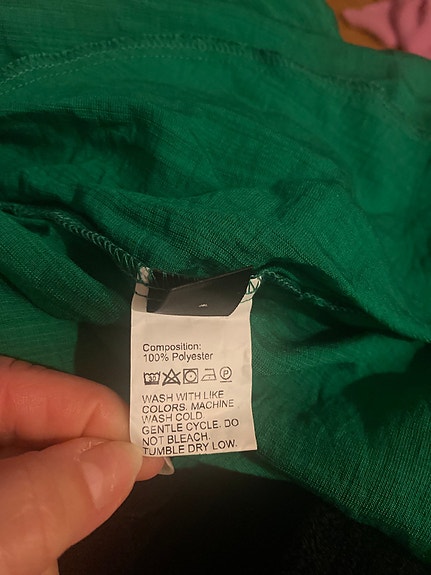 Composition:
100% Polyester
WASH WITH LIKE
COLORS. MACHINE
WASH COLD.
GENTLE CYCLE. DO
NOT BLEACH.
TUMBLE DRY LOW.